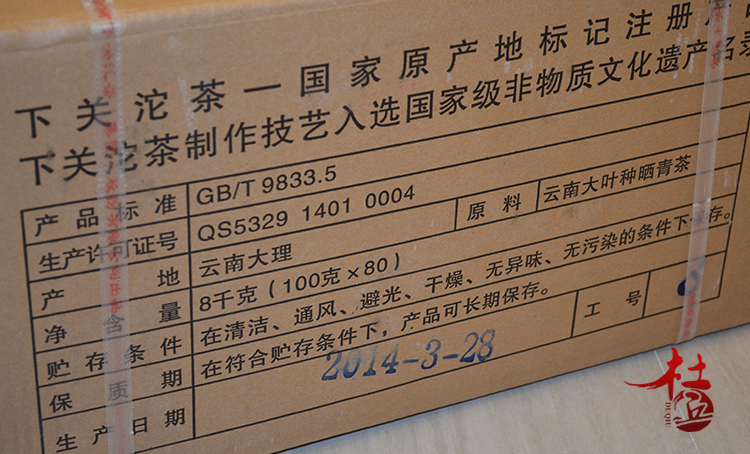 下关沱茶—国家原产地标记注册产品
下关沱茶制作技艺入选国家级非物质文化遗产名录
产品标准 GB/T 9833.5
生产许可证号 QS5329 1401 0004 原料 云南大叶种晒青茶
产地 云南大理
净含量 8千克（100克×80）
贮存条件 在清洁、通风、避光、干燥、无异味、无污染的条件下保存。
保质期 在符合贮存条件下，产品可长期保存。
生产日期 2014-3-28 工号
杜
DUQIU